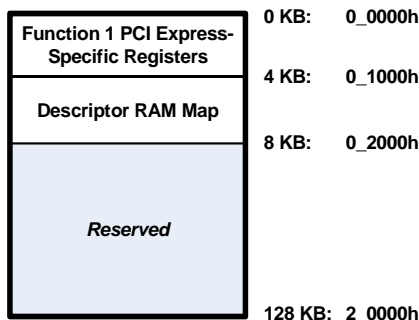 0 KB: 0_0000h
Function 1 PCI Express-
Specific Registers
4 KB: 0_1000h
Descriptor RAM Map
8 KB: 0_2000h
Reserved
128 KB: 2_0000h